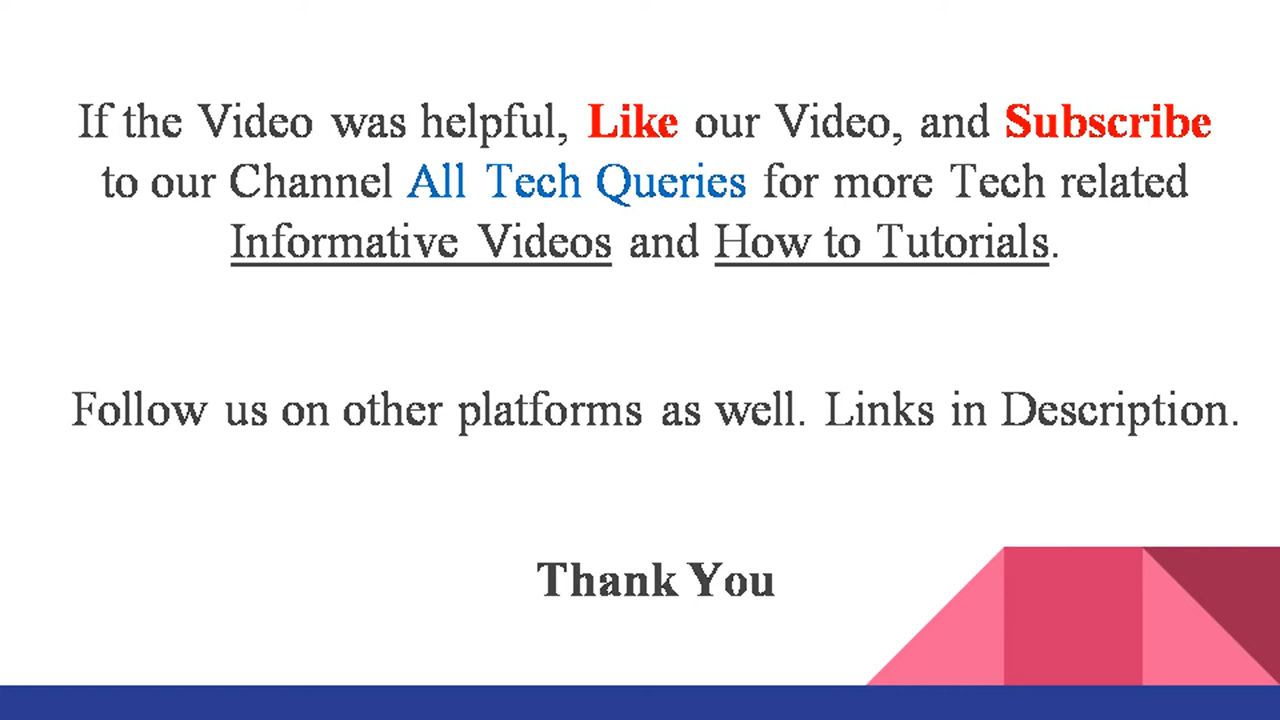 If the Video was helpful, Like our Video, and Subscribe
to our Channel All Tech Queries for more Tech related
Informative Videos and How to Tutorials.
Follow us on other platforms as well. Links in Description.
Thank You